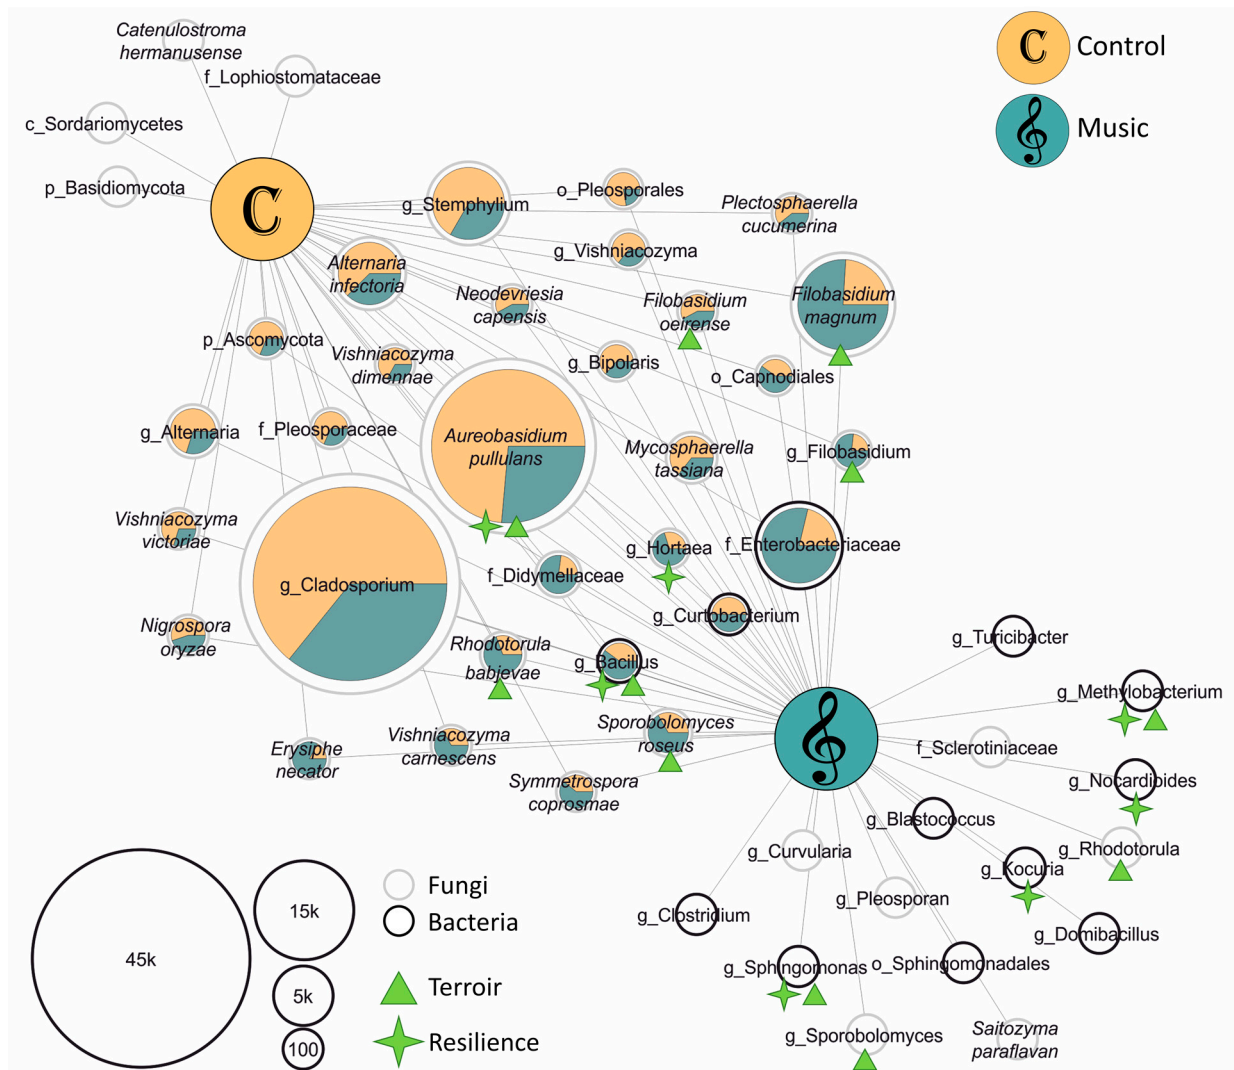 Catenulostroma
hermanusense
f_Lophiostomataceae
c_Sordariomycetes
p_Basidiomycota
C
C
Control
Music
g_Stemphylium
o_Pleosporales
Plectosphaerella
cucumerina
g_Vishniacozyma
Alternaria
infectoria
Neodevriesia
capensis
Filobasidium
oeirense
Filobasidium
magnum
p_Ascomycota
Vishniacozyma
dimennae
g_Bipolaris
o_Capnodiales
g_Alternaria
f_Pleosporaceae
Aureobasidium
pullulans
Mycosphaerella
tassiana
g_Filobasidium
Vishniacozyma
victoriae
g_Cladosporium
f_Didymellaceae
g_Hortaea
f_Enterobacteriaceae
g_Curtobacterium
Nigrospora
oryzae
Rhodotorula
babjevae
g_Bacillus
g_Turicibacter
g_Methylobacterium
Erysiphe
necator
Vishniacozyma
carnescens
Sporobolomyces
roseus
Symmetrospora
coprosmae
f_Sclerotiniaceae
g_Nocardioides
g_Blastococcus
g_Rhodotorula
g_Curvularia
g_Kocuria
g_Pleosporan
g_Clostridium
g_Domibacillus
g_Sphingomonas
o_Sphingomonadales
g_Sporobolomyces
Saitozyma
paraflavan
45k
15k
5k
100
Fungi
Bacteria
Terroir
Resilience